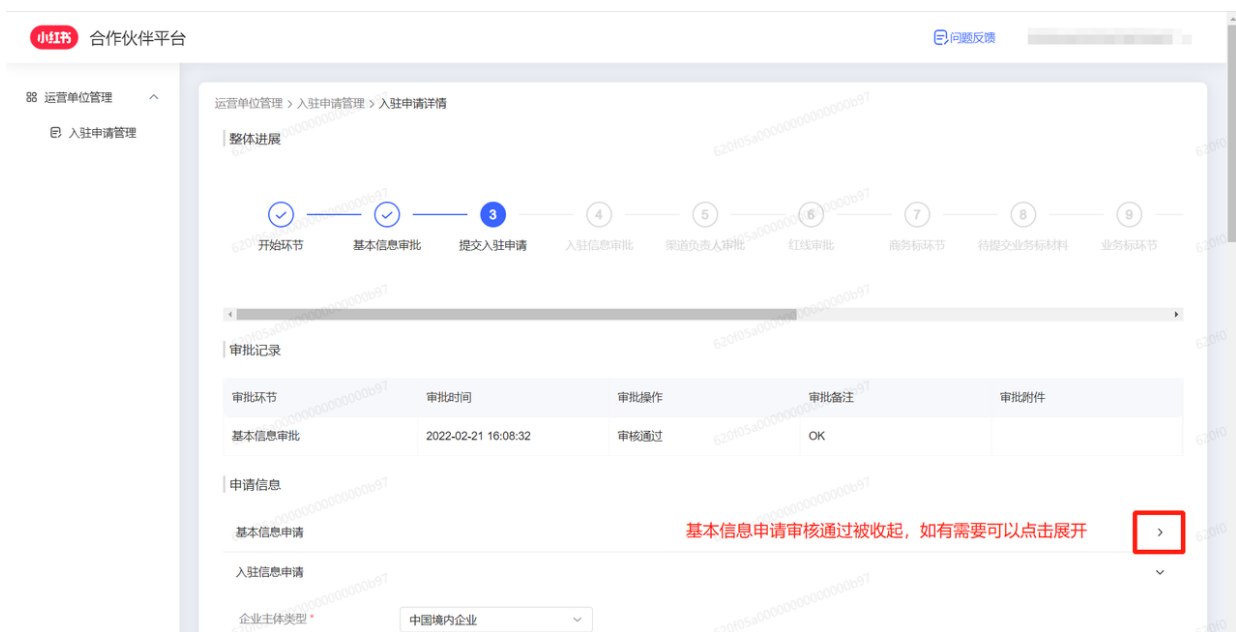 小红书 合作伙伴平台 问题反馈
运营单位管理
入驻申请管理
运营单位管理 > 入驻申请管理 > 入驻申请详情
整体进展
3 4 5 6 7 8 9
开始环节 基本信息审批 提交入驻申请 入驻信息审批 渠道负责人审批 红线审批 商务标环节 待提交业务标材料 业务标环节
审批记录
审批环节 审批时间 审批操作 审批备注 审批附件
基本信息审批 2022-02-21 16:08:32 审核通过 OK
申请信息
基本信息申请 基本信息申请审核通过被收起，如有需要可以点击展开
入驻信息申请
企业主体类型 * 中国境内企业